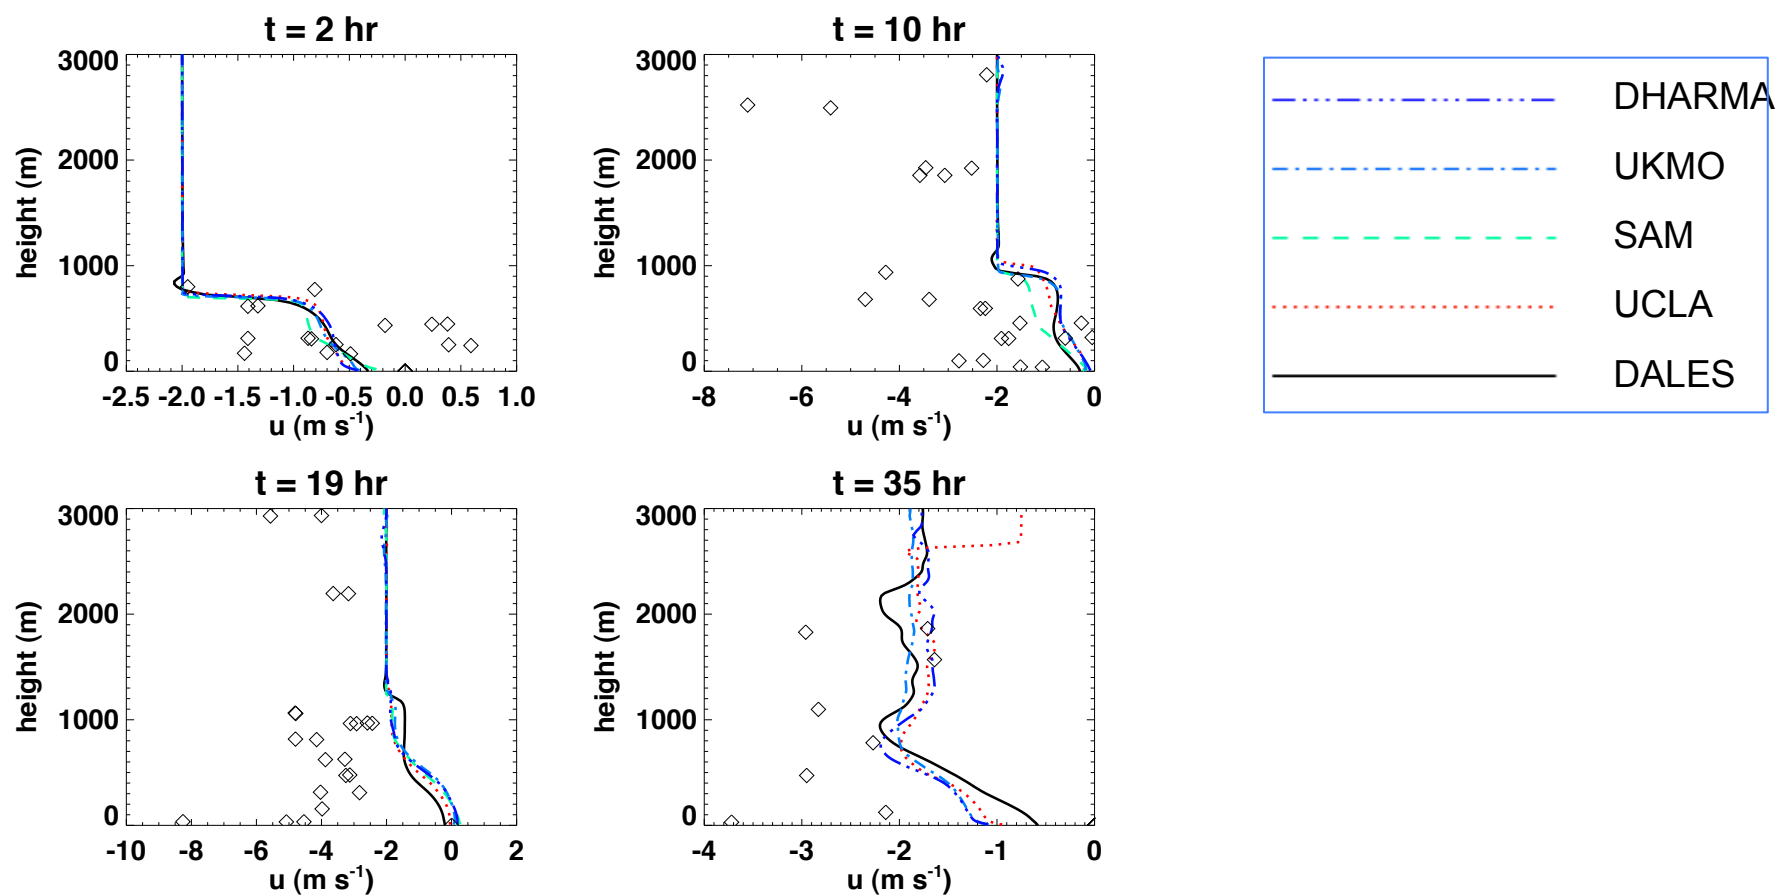 t = 2 hr
3000
2000
1000
0
height (m)
-2.5 -2.0 -1.5 -1.0 -0.5 0.0 0.5 1.0
u (m s-1)
t = 10 hr
3000
2000
1000
0
height (m)
-8 -6 -4 -2 0
u (m s-1)
DHARMA
UKMO
SAM
UCLA
DALES
t = 19 hr
3000
2000
1000
0
height (m)
-10 -8 -6 -4 -2 0 2
u (m s-1)
t = 35 hr
3000
2000
1000
0
height (m)
-4 -3 -2 -1 0
u (m s-1)